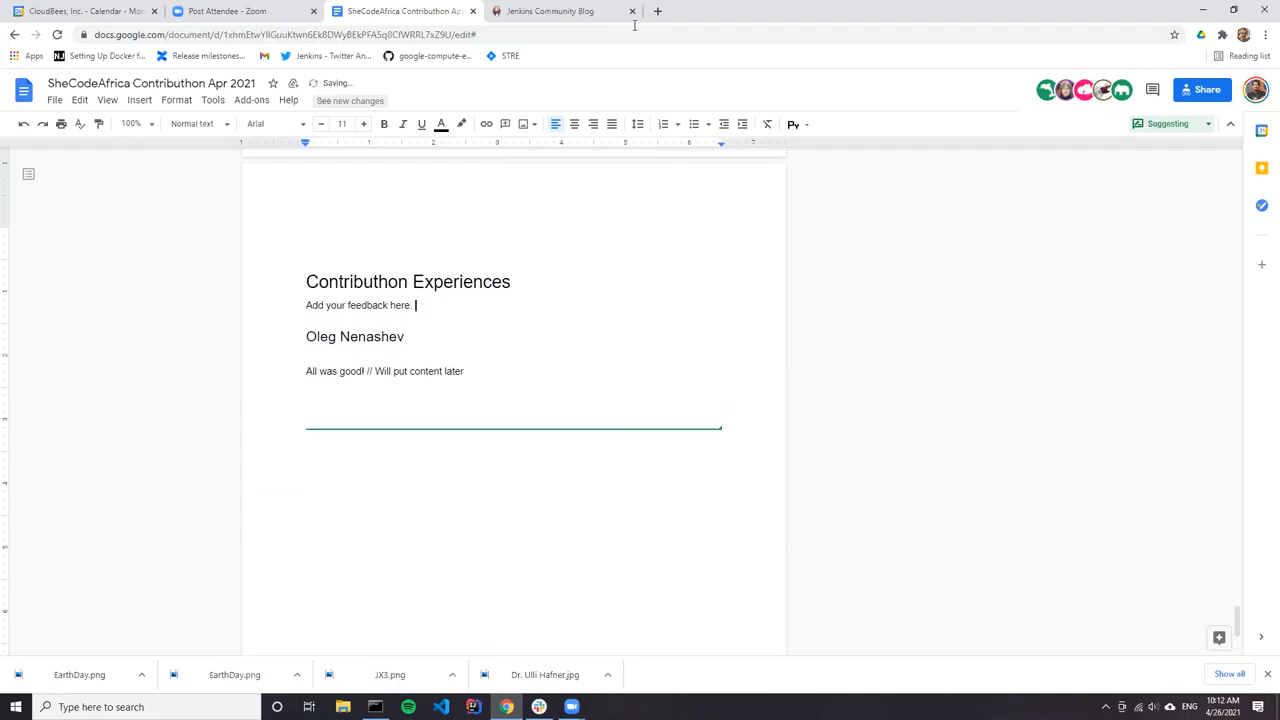 CloudBees, Inc. - Calendar - Mon
Post Attendee - Zoom
SheCodeAfrica Contributhon Apr
Jenkins Community Blog
docs.google.com/document/d/
/edit#
Apps
Setting Up Docker f...
Release milestones...
Jenkins - Twitter An...
google-compute-e...
STRE
Reading list
SheCodeAfrica Contributhon Apr 2021
Saving...
File Edit View Insert Format Tools Add-ons Help
See new changes
Share
100%
Normal text
Arial
11
Suggesting
Contributhon Experiences
Add your feedback here.
Oleg Nenashev
All was good! // Will put content later
EarthDay.png
EarthDay.png
JX3.png
Dr. Ulli Hafner.jpg
Show all
Type here to search
ENG
10:12 AM
4/26/2021